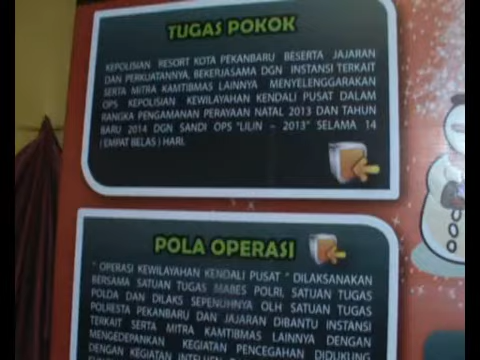 TUGAS POKOK
KEPOLISIAN RESORT KOTA PEKANBARU BESERTA JAJARAN
DAN PERKUATANNYA, BEKERJASAMA DGN INSTANSI TERKAIT
SERTA MITRA KAMTIBMAS LAINNYA MENYELENGGARAKAN
OPS KEPOLISIAN KEWILAYAHAN KENDALI PUSAT DALAM
RANGKA PENGAMANAN PERAYAAN NATAL 2013 DAN TAHUN
BARU 2014 DGN SANDI OPS "LILIN - 2013" SELAMA 14
( EMPAT BELAS ) HARI.
POLA OPERASI
" OPERASI KEWILAYAHAN KENDALI PUSAT " DILAKSANAKAN
BERSAMA SATUAN TUGAS MABES POLRI, SATUAN TUGAS
POLDA DAN DILAKS SEPENUHNYA OLH SATUAN TUGAS
POLRESTA PEKANBARU DAN JAJARAN DIBANTU INSTANSI
TERKAIT SERTA MITRA KAMTIBMAS LAINNYA DENGAN
MENGEDEPANKAN KEGIATAN PENCEGAHAN DIDUKUNG
DENGAN KEGIATAN INTELIJEN